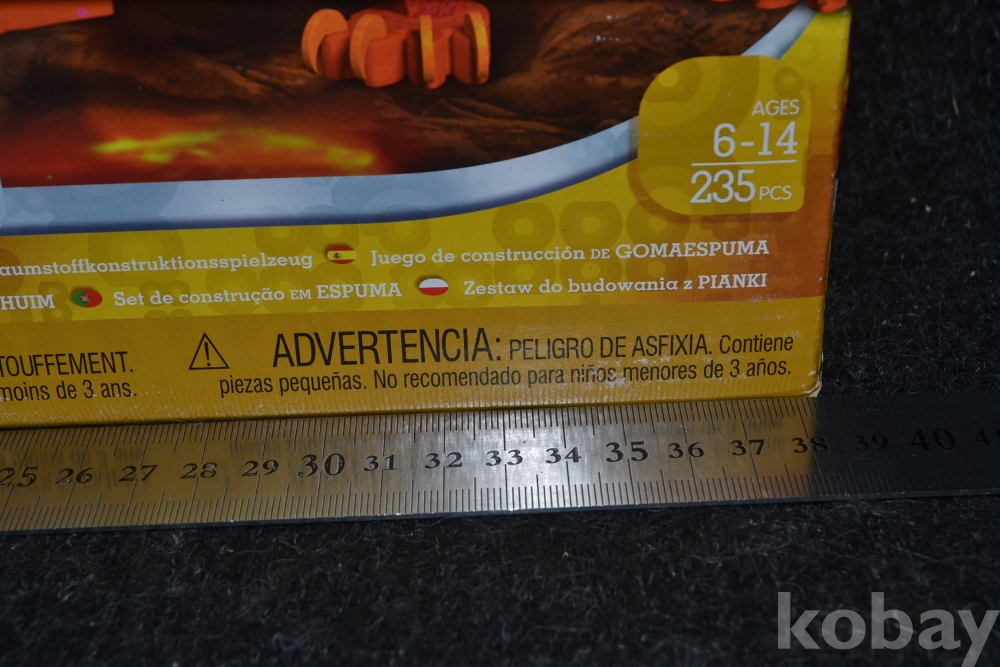 AGES
6-14
235 PCS
aumstoffkonstruktionsspielzeug Juego de construcción DE GOMAESPUMA
HUIM Set de construção EM ESPUMA Zestaw do budowania z PIANKI
TOUFFEMENT.
moins de 3 ans.
ADVERTENCIA: PELIGRO DE ASFIXIA. Contiene
piezas pequeñas. No recomendado para niños menores de 3 años.
25 26 27 28 29 30 31 32 33 34 35 36 37 38 39 40 41
kobay